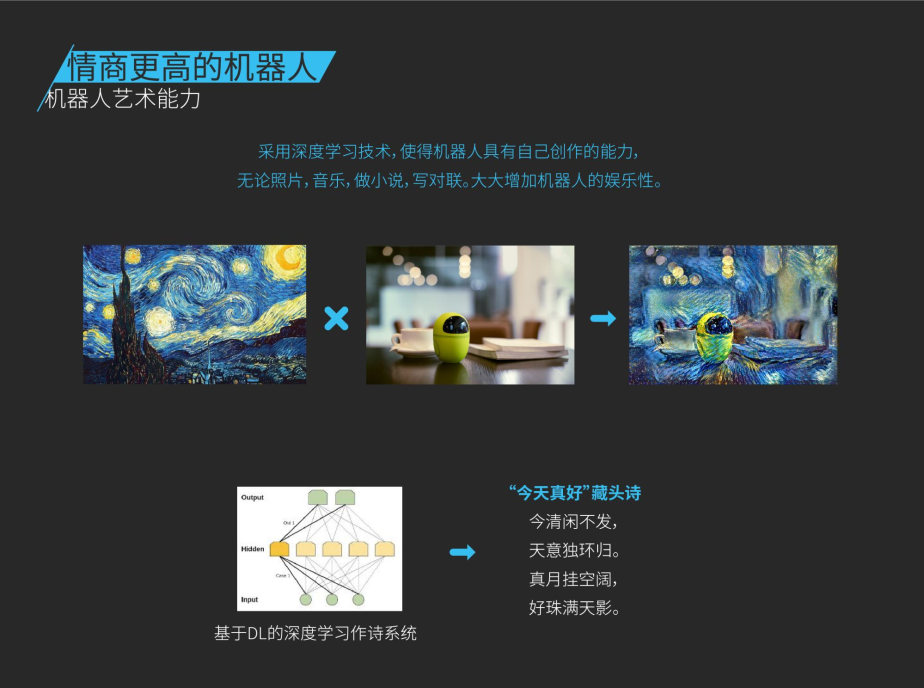 情商更高的机器人
机器人艺术能力
采用深度学习技术，使得机器人具有自己创作的能力，
无论照片，音乐，做小说，写对联。大大增加机器人的娱乐性。
Output
Out 1
Hidden
Case 1
Input
基于DL的深度学习作诗系统
“今天真好”藏头诗
今清闲不发，
天意独环归。
真月挂空阔，
好珠满天影。